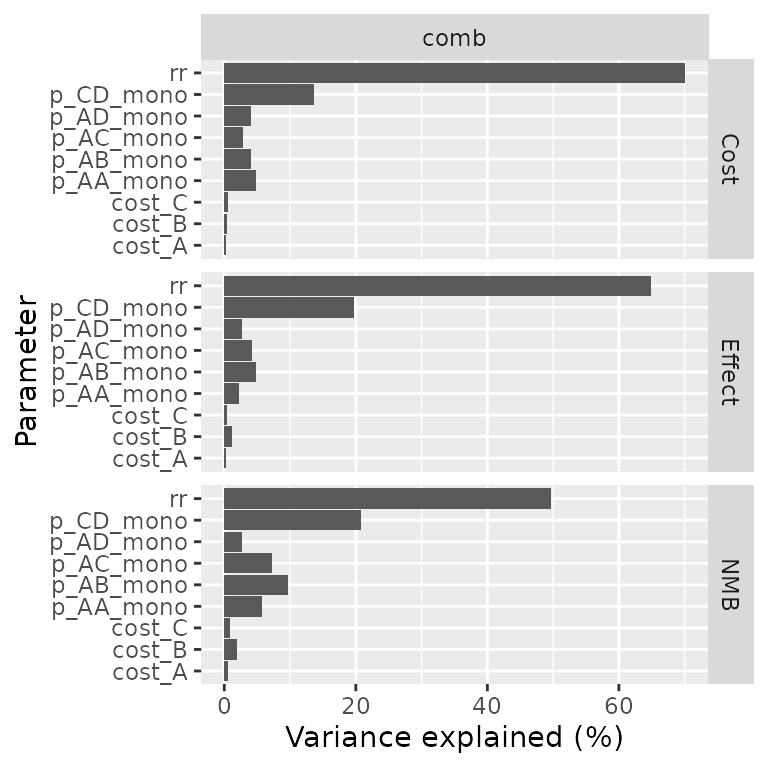 comb
rr
p_CD_mono
p_AD_mono
p_AC_mono
p_AB_mono
p_AA_mono
cost_C
cost_B
cost_A
Cost
rr
p_CD_mono
p_AD_mono
p_AC_mono
p_AB_mono
p_AA_mono
cost_C
cost_B
cost_A
Effect
rr
p_CD_mono
p_AD_mono
p_AC_mono
p_AB_mono
p_AA_mono
cost_C
cost_B
cost_A
NMB
Parameter
0 20 40 60
Variance explained (%)